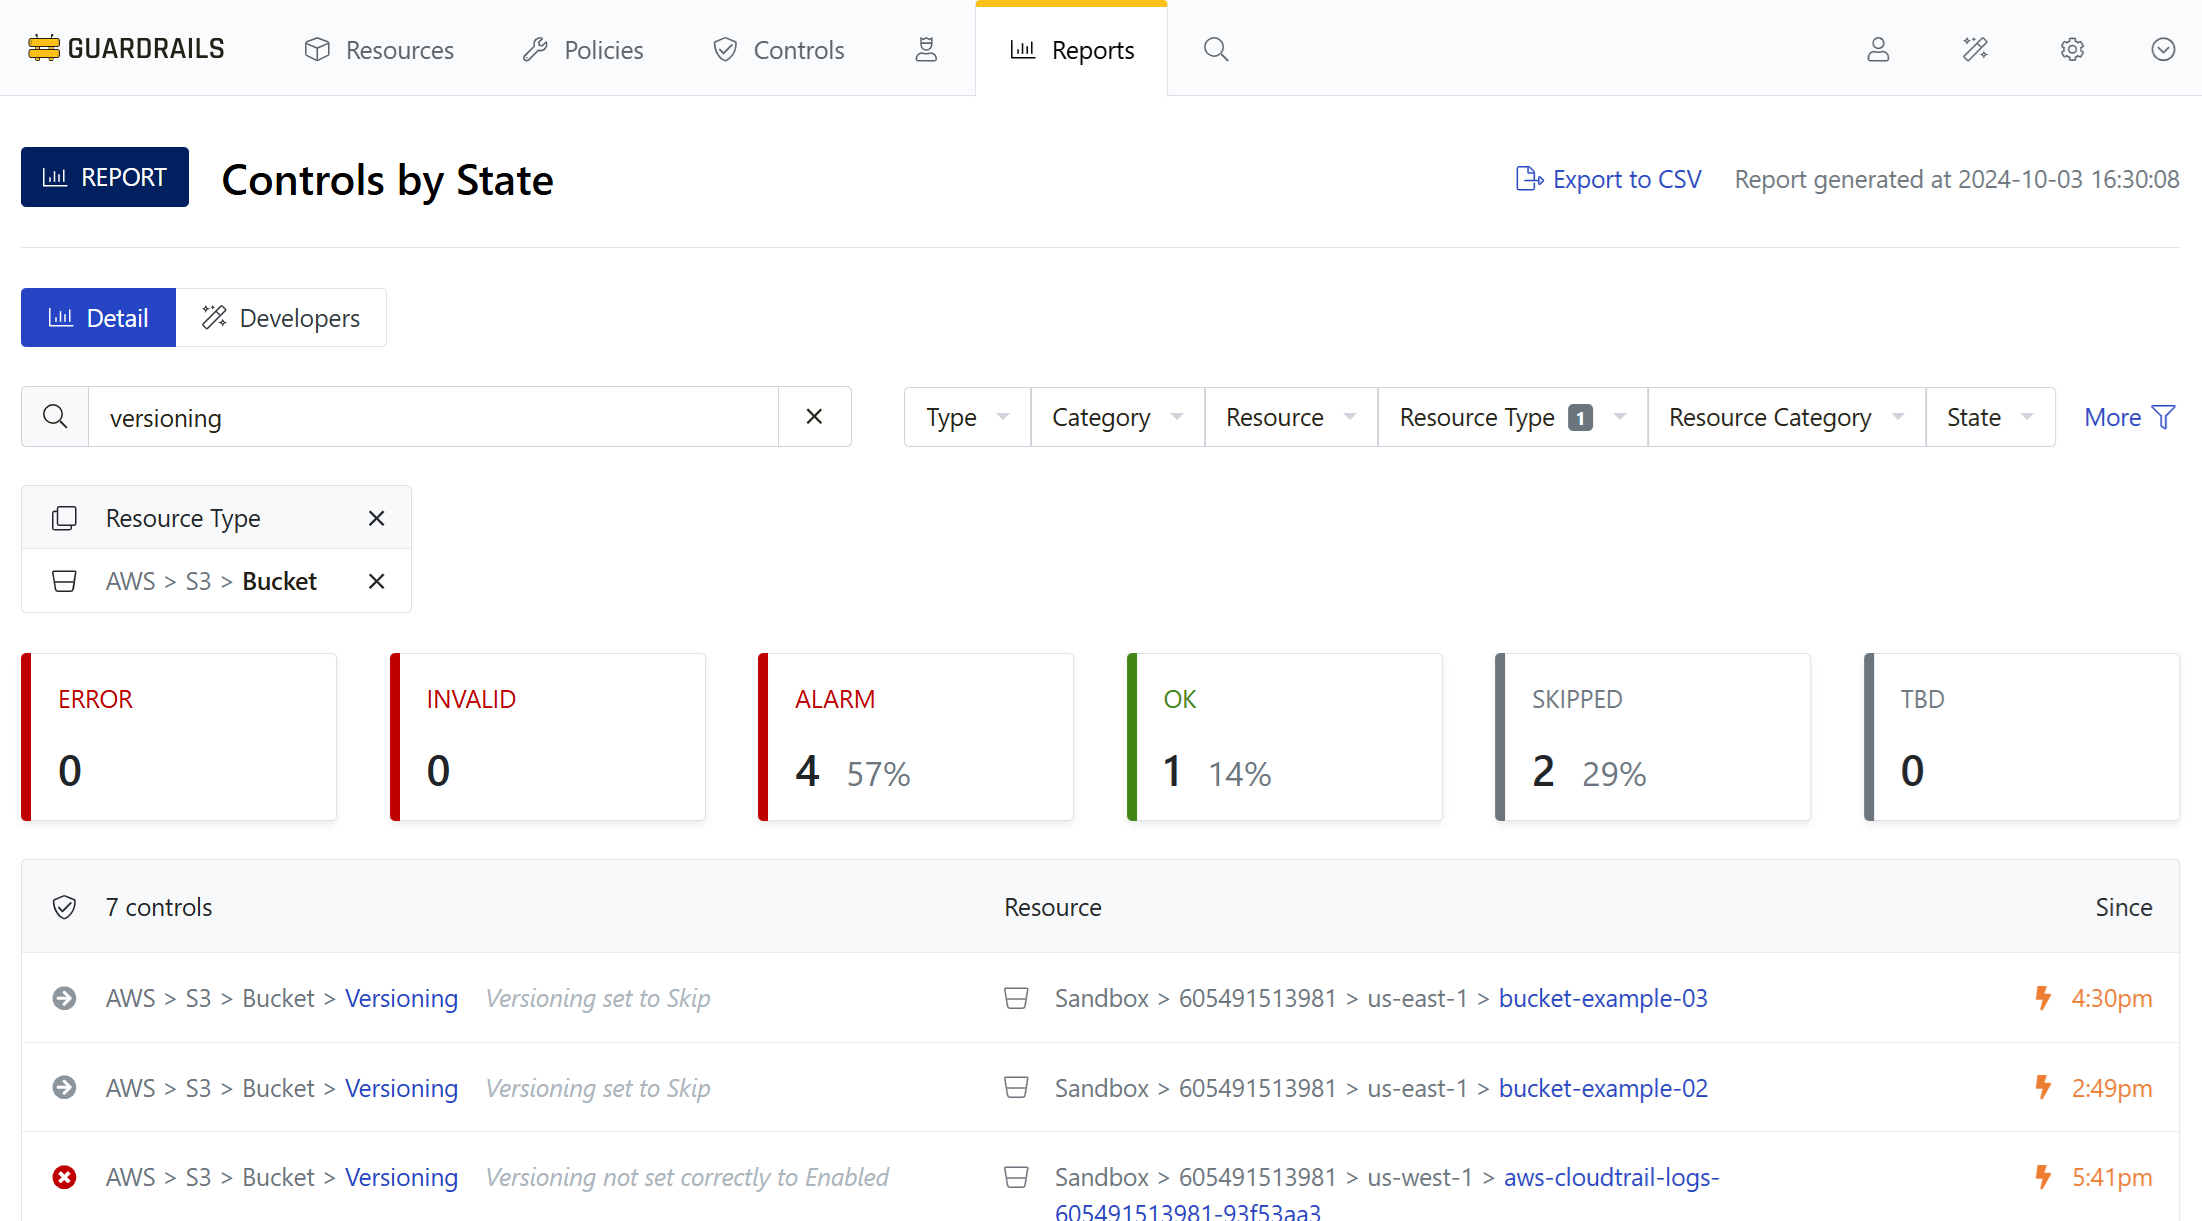 GUARDRAILS Resources Policies Controls Reports
REPORT Controls by State Export to CSV Report generated at 2024-10-03 16:30:08
Detail Developers
versioning Type Category Resource Resource Type 1 Resource Category State More
Resource Type
AWS > S3 > Bucket
ERROR INVALID ALARM OK SKIPPED TBD
0 0 4 57% 1 14% 2 29% 0
7 controls Resource Since
AWS > S3 > Bucket > Versioning Versioning set to Skip Sandbox > 605491513981 > us-east-1 > bucket-example-03 4:30pm
AWS > S3 > Bucket > Versioning Versioning set to Skip Sandbox > 605491513981 > us-east-1 > bucket-example-02 2:49pm
AWS > S3 > Bucket > Versioning Versioning not set correctly to Enabled Sandbox > 605491513981 > us-west-1 > aws-cloudtrail-logs- 5:41pm
605491513981-93f53aa3